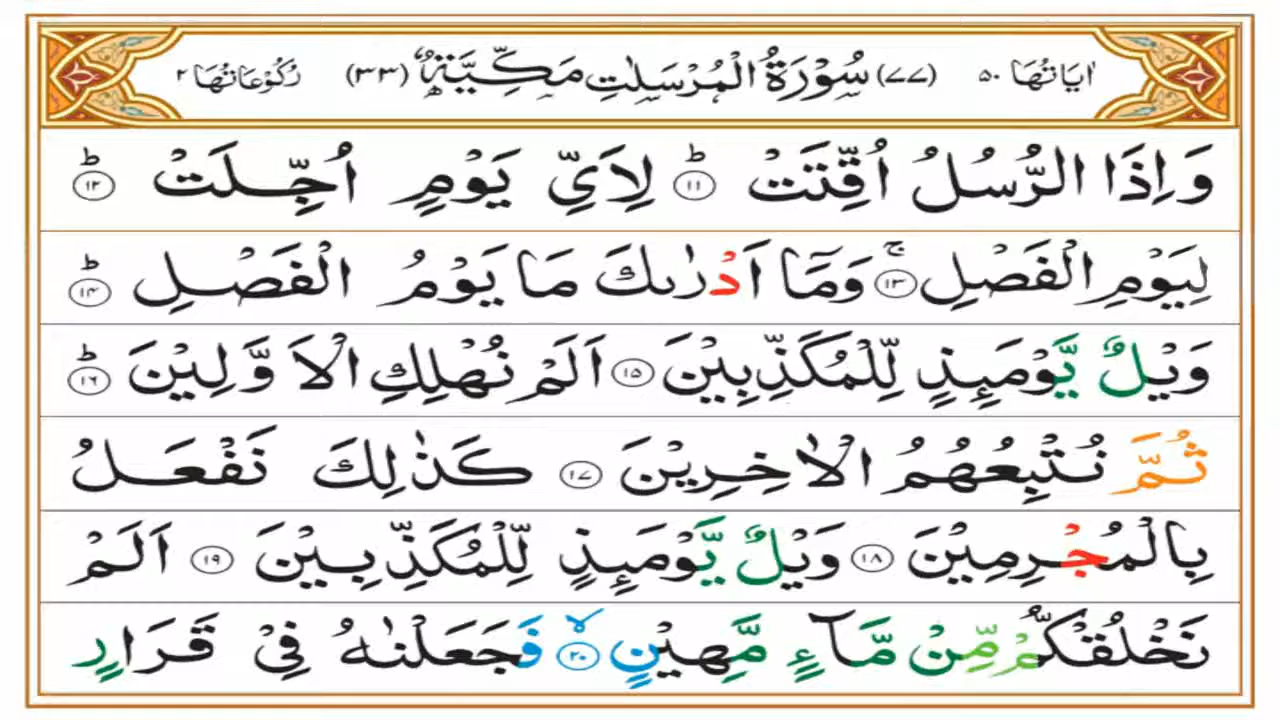 اٰيَاتُهَا ٥٠ (٧٧) سُوْرَةُ الْمُرْسَلٰتِ مَكِّيَّةٌ (٣٣) رُكُوْعَاتُهَا ٢
وَاِذَا الرُّسُلُ اُقِّتَتْ ؕ ١١ لِاَيِّ يَوْمٍ اُجِّلَتْ ؕ ١٢
لِيَوْمِ الْفَصْلِ ۚ ١٣ وَمَاۤ اَدْرٰىكَ مَا يَوْمُ الْفَصْلِ ؕ ١٤
وَيْلٌ يَّوْمَئِذٍ لِّلْمُكَذِّبِيْنَ ١٥ اَلَمْ نُهْلِكِ الْاَوَّلِيْنَ ؕ ١٦
ثُمَّ نُتْبِعُهُمُ الْاٰخِرِيْنَ ١٧ كَذٰلِكَ نَفْعَلُ
بِالْمُجْرِمِيْنَ ١٨ وَيْلٌ يَّوْمَئِذٍ لِّلْمُكَذِّبِيْنَ ١٩ اَلَمْ
نَخْلُقْكُّمْ مِّنْ مَّآءٍ مَّهِيْنٍ ۙ ٢٠ فَجَعَلْنٰهُ فِيْ قَرَارٍ